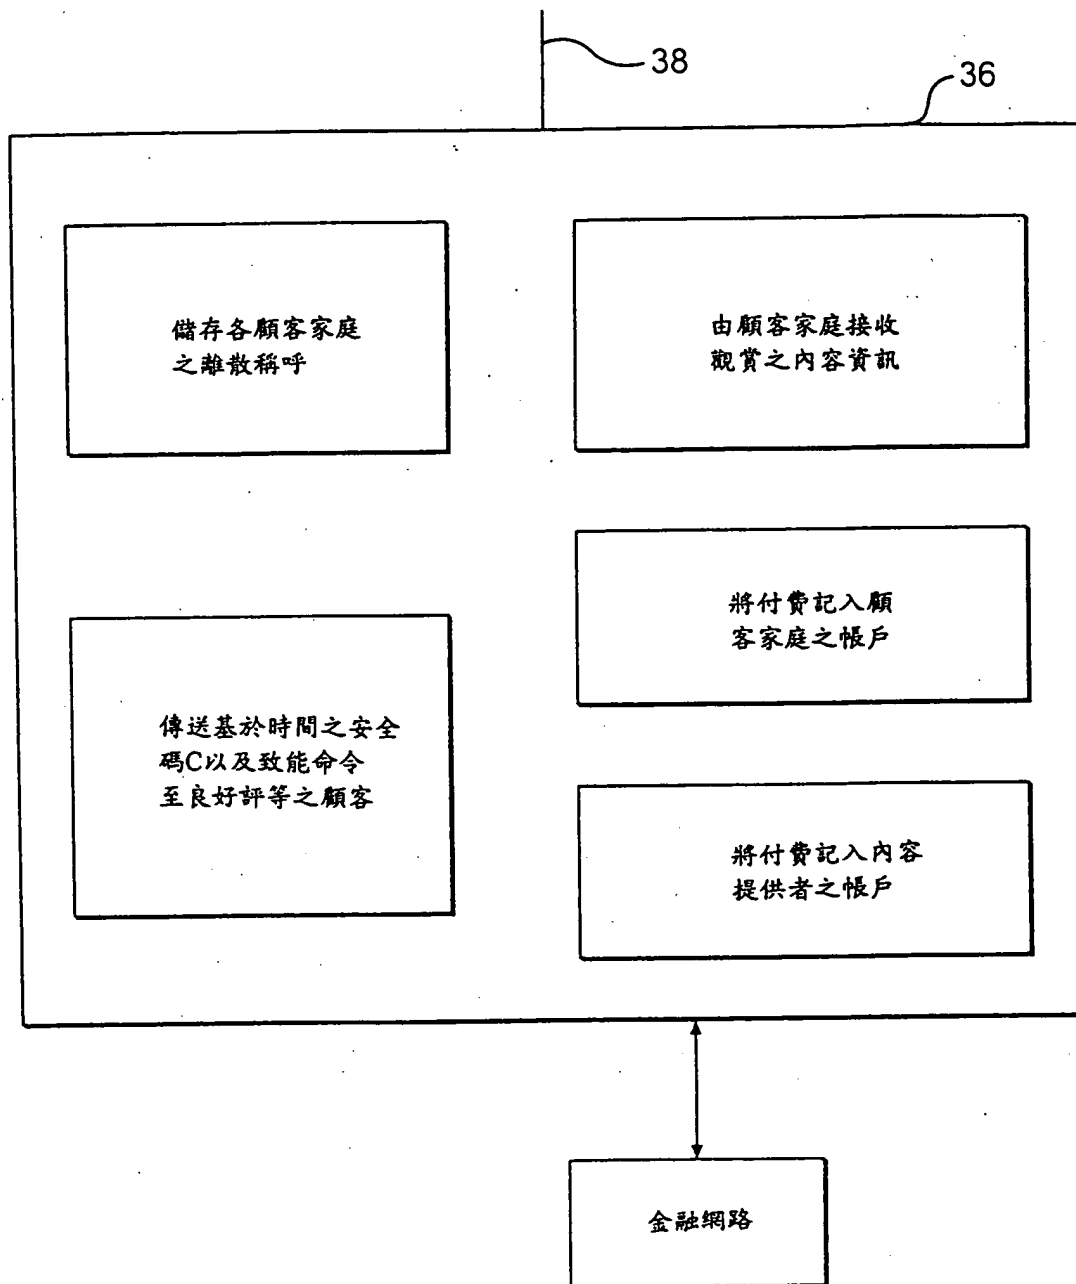 38
36
儲存各顧客家庭
之離散稱呼
由顧客家庭接收
觀賞之內容資訊
將付費記入顧
客家庭之帳戶
傳送基於時間之安全
碼C以及致能命令
至良好評等之顧客
將付費記入內容
提供者之帳戶
金融網路